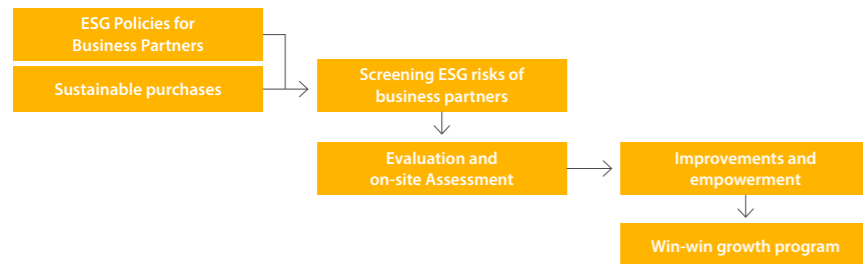 ESG Policies for
Business Partners
Sustainable purchases
Screening ESG risks of
business partners
Evaluation and
on-site Assessment
Improvements and
empowerment
Win-win growth program